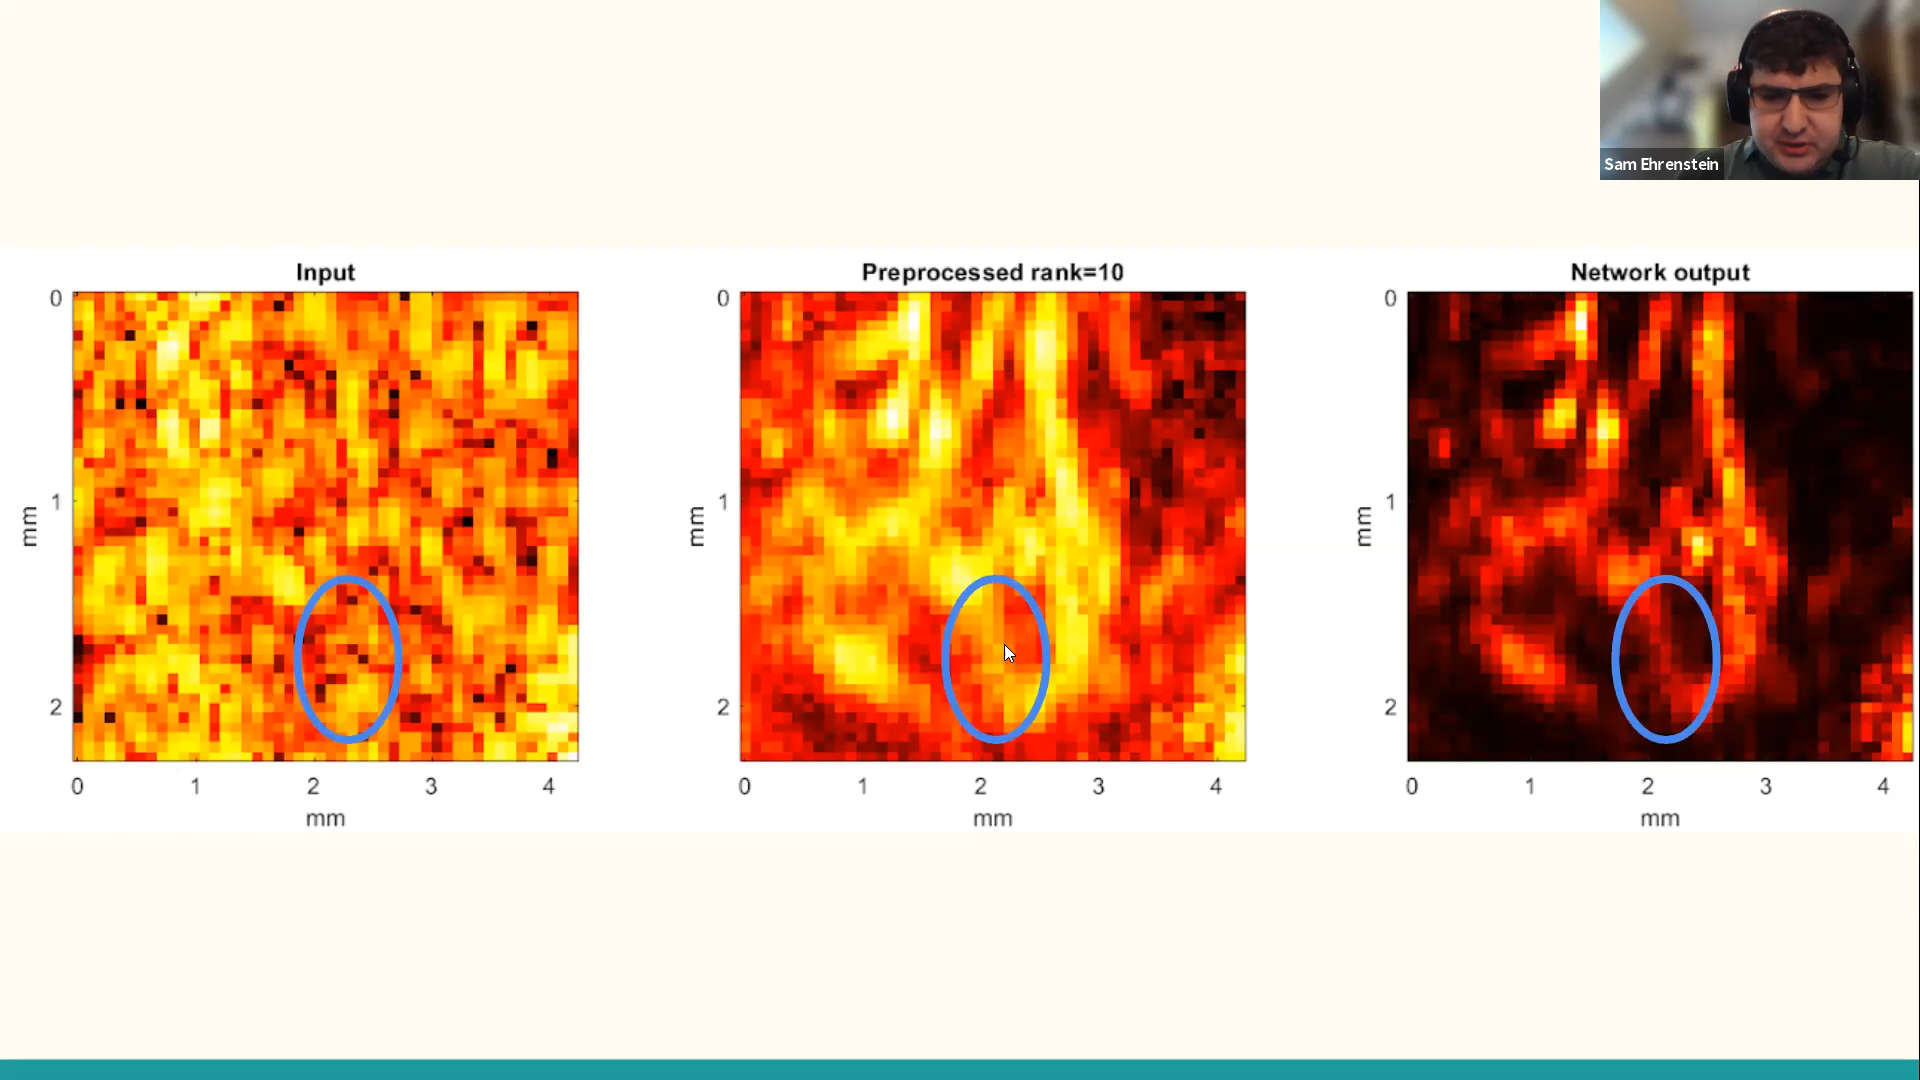 Sam Ehrenstein
Input
Preprocessed rank=10
Network output
0
1
2
mm
0 1 2 3 4
mm
0
1
2
mm
0 1 2 3 4
mm
0
1
2
mm
0 1 2 3 4
mm